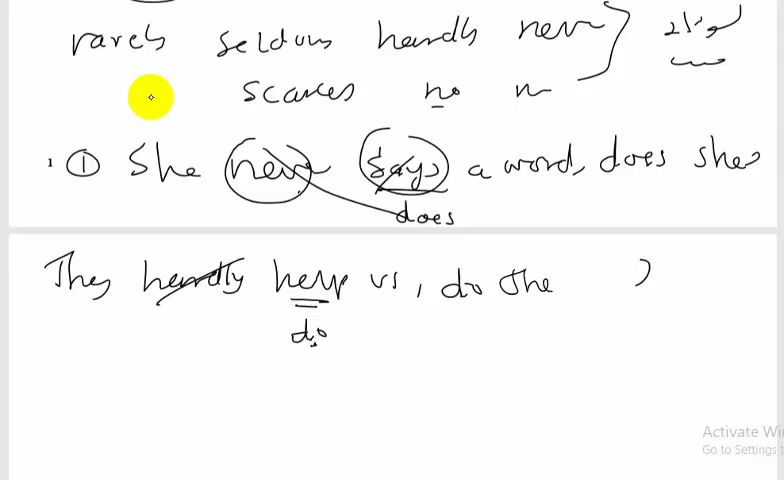 rarely seldom hardly never
scarcely no
1 ① She never says a word, does she?
does
They hardly help us, do the
do
Activate Wi
Go to Settings t